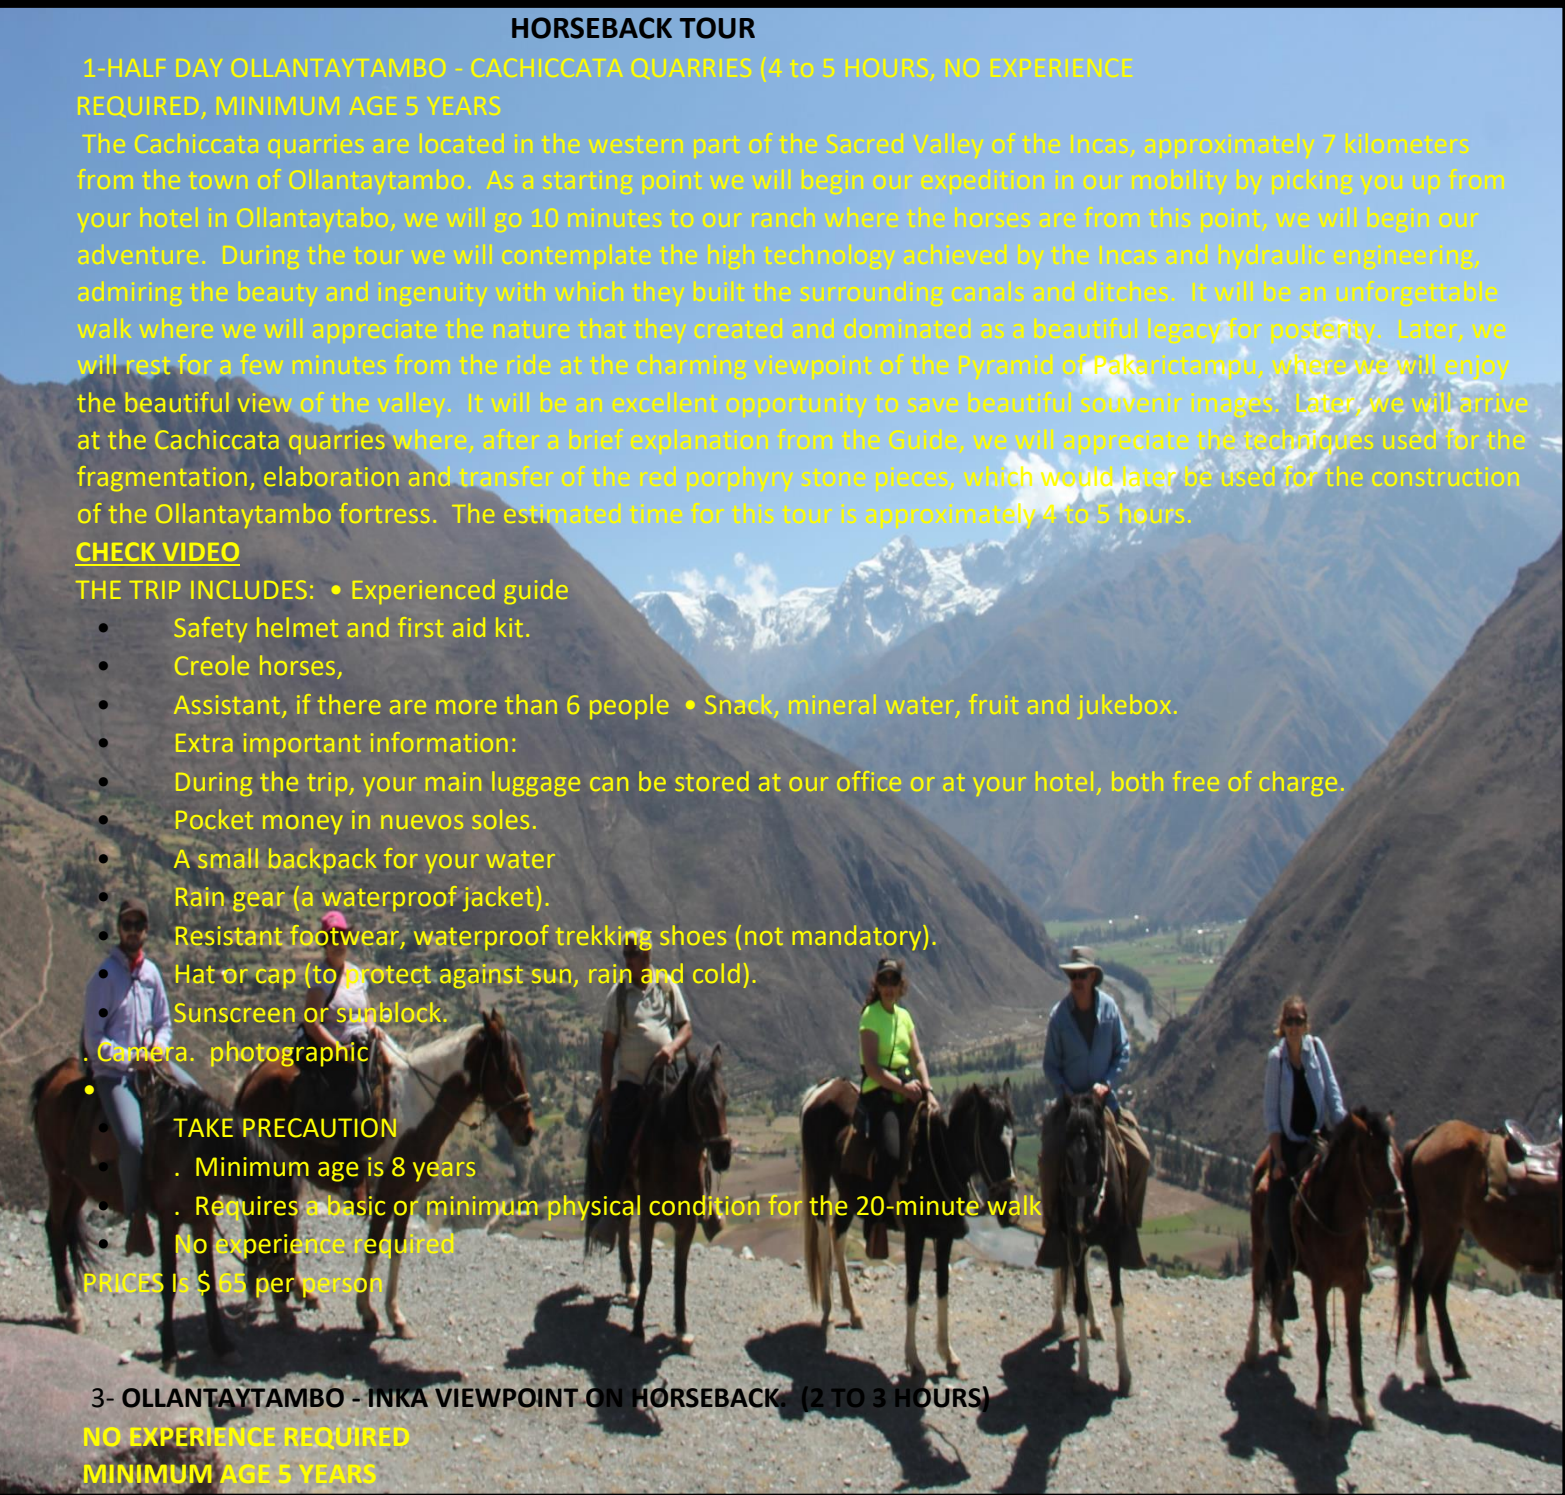 HORSEBACK TOUR
1-HALF DAY OLLANTAYTAMBO - CACHICCATA QUARRIES (4 to 5 HOURS, NO EXPERIENCE
REQUIRED, MINIMUM AGE 5 YEARS
The Cachiccata quarries are located in the western part of the Sacred Valley of the Incas, approximately 7 kilometers
from the town of Ollantaytambo. As a starting point we will begin our expedition in our mobility by picking you up from
your hotel in Ollantaytabo, we will go 10 minutes to our ranch where the horses are from this point, we will begin our
adventure. During the tour we will contemplate the high technology achieved by the Incas and hydraulic engineering,
admiring the beauty and ingenuity with which they built the surrounding canals and ditches. It will be an unforgettable
walk where we will appreciate the nature that they created and dominated as a beautiful legacy for posterity. Later, we
will rest for a few minutes from the ride at the charming viewpoint of the Pyramid of Pakarictampu, where we will enjoy
the beautiful view of the valley. It will be an excellent opportunity to save beautiful souvenir images. Later, we will arrive
at the Cachiccata quarries where, after a brief explanation from the Guide, we will appreciate the techniques used for the
fragmentation, elaboration and transfer of the red porphyry stone pieces, which would later be used for the construction
of the Ollantaytambo fortress. The estimated time for this tour is approximately 4 to 5 hours.
CHECK VIDEO
THE TRIP INCLUDES: • Experienced guide
• Safety helmet and first aid kit.
• Creole horses,
• Assistant, if there are more than 6 people • Snack, mineral water, fruit and jukebox.
• Extra important information:
• During the trip, your main luggage can be stored at our office or at your hotel, both free of charge.
• Pocket money in nuevos soles.
• A small backpack for your water
• Rain gear (a waterproof jacket).
• Resistant footwear, waterproof trekking shoes (not mandatory).
• Hat or cap (to protect against sun, rain and cold).
• Sunscreen or sunblock.
. Camera. photographic
•
• TAKE PRECAUTION
• . Minimum age is 8 years
• . Requires a basic or minimum physical condition for the 20-minute walk
• No experience required
PRICES Is $ 65 per person
3- OLLANTAYTAMBO - INKA VIEWPOINT ON HORSEBACK. (2 TO 3 HOURS)
NO EXPERIENCE REQUIRED
MINIMUM AGE 5 YEARS